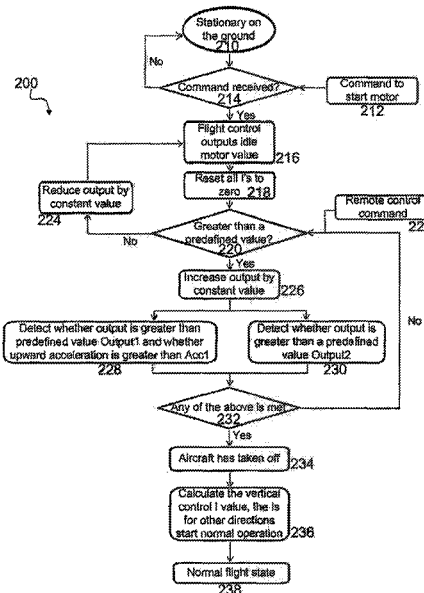 Stationary on
the ground
210
No
200
Command received?
214
Command to
start motor
212
Yes
Flight control
outputs idle
motor value
216
Reset all I's to
zero
218
Reduce output by
constant value
224
Remote control
command
22
No
Greater than a
predefined value?
220
Yes
Increase output by
constant value
226
No
Detect whether output is greater than
predefined value Output1 and whether
upward acceleration is greater than Acc1
228
Detect whether output is
greater than a predefined
value Output2
230
Any of the above is met
232
Yes
Aircraft has taken off
234
Calculate the vertical
control I value, the Is
for other directions
start normal operation
236
Normal flight state
238